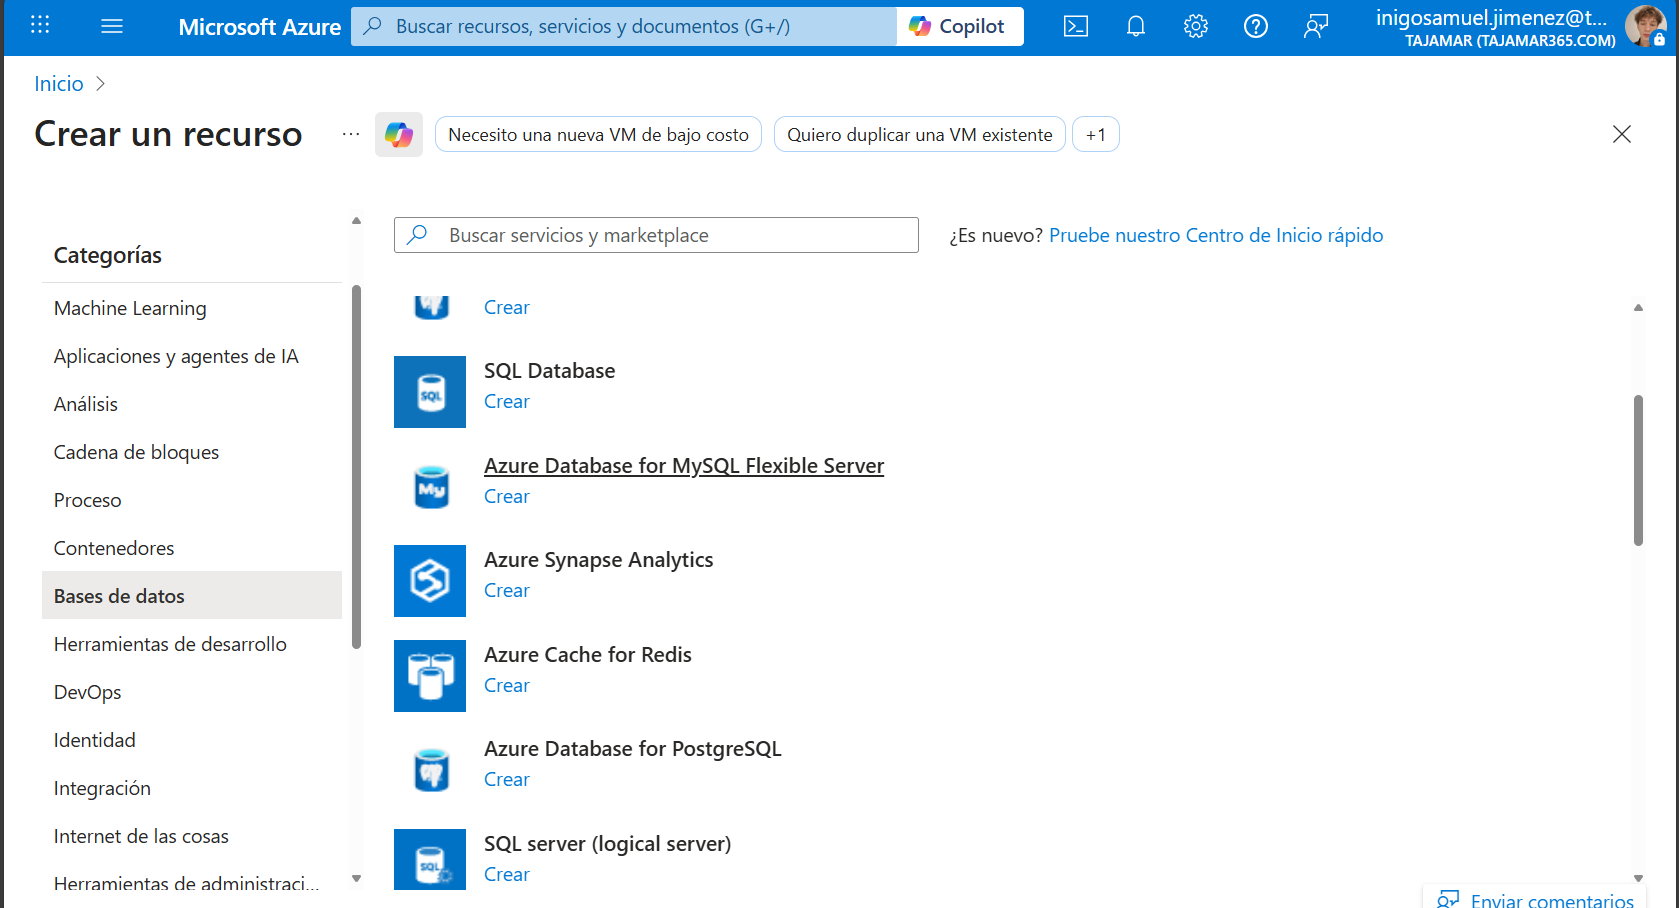 Microsoft Azure
Buscar recursos, servicios y documentos (G+/)
Copilot
inigosamuel.jimenez@t...
TAJAMAR (TAJAMAR365.COM)
Inicio
Crear un recurso
...
Necesito una nueva VM de bajo costo
Quiero duplicar una VM existente
+1
Categorías
Machine Learning
Aplicaciones y agentes de IA
Análisis
Cadena de bloques
Proceso
Contenedores
Bases de datos
Herramientas de desarrollo
DevOps
Identidad
Integración
Internet de las cosas
Herramientas de administraci...
Buscar servicios y marketplace
¿Es nuevo? Pruebe nuestro Centro de Inicio rápido
Crear
SQL
SQL Database
Crear
My
Azure Database for MySQL Flexible Server
Crear
Azure Synapse Analytics
Crear
Azure Cache for Redis
Crear
Azure Database for PostgreSQL
Crear
SQL
SQL server (logical server)
Crear
Enviar comentarios